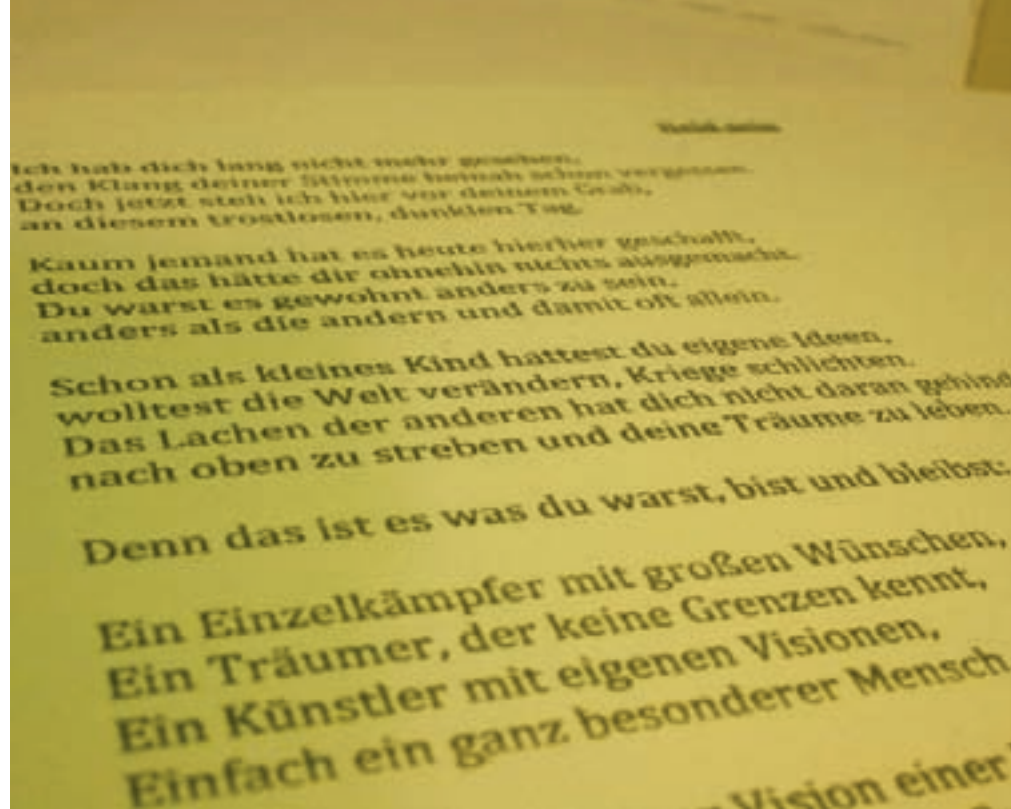 Held sein
Ich hab dich lang nicht mehr gesehen,
den Klang deiner Stimme beinah schon vergessen.
Doch jetzt steh ich hier vor deinem Grab,
an diesem trostlosen, dunklen Tag.
Kaum jemand hat es heute hierher geschafft,
doch das hätte dir ohnehin nichts ausgemacht.
Du warst es gewohnt anders zu sein,
anders als die andern und damit oft allein.
Schon als kleines Kind hattest du eigene Ideen,
wolltest die Welt verändern, Kriege schlichten.
Das Lachen der anderen hat dich nicht daran gehind
nach oben zu streben und deine Träume zu leben.
Denn das ist es was du warst, bist und bleibst:
Ein Einzelkämpfer mit großen Wünschen,
Ein Träumer, der keine Grenzen kennt,
Ein Künstler mit eigenen Visionen,
Einfach ein ganz besonderer Mensch.
Vision einer